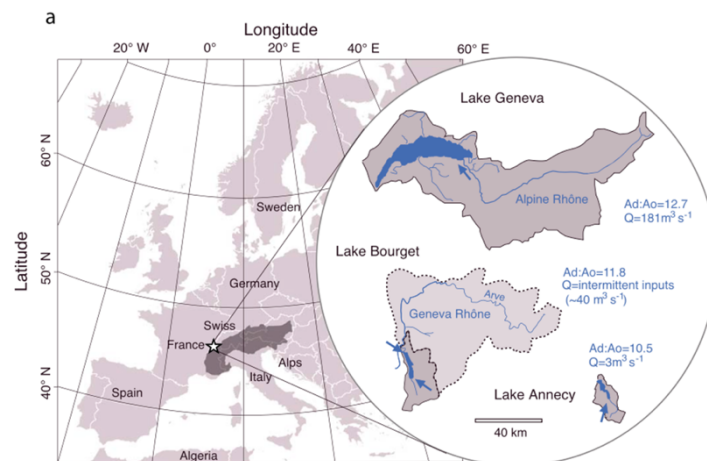 a
Longitude
20° W
0°
20° E
40° E
60° E
Latitude
60° N
50° N
40° N
Sweden
Germany
Swiss
France
Alps
Italy
Spain
Algeria
Lake Geneva
Alpine Rhône
Ad:Ao=12.7
Q=181m³ s⁻¹
Lake Bourget
Ad:Ao=11.8
Q=intermittent inputs
(~40 m³ s⁻¹)
Arve
Geneva Rhône
Ad:Ao=10.5
Q=3m³ s⁻¹
Lake Annecy
40 km